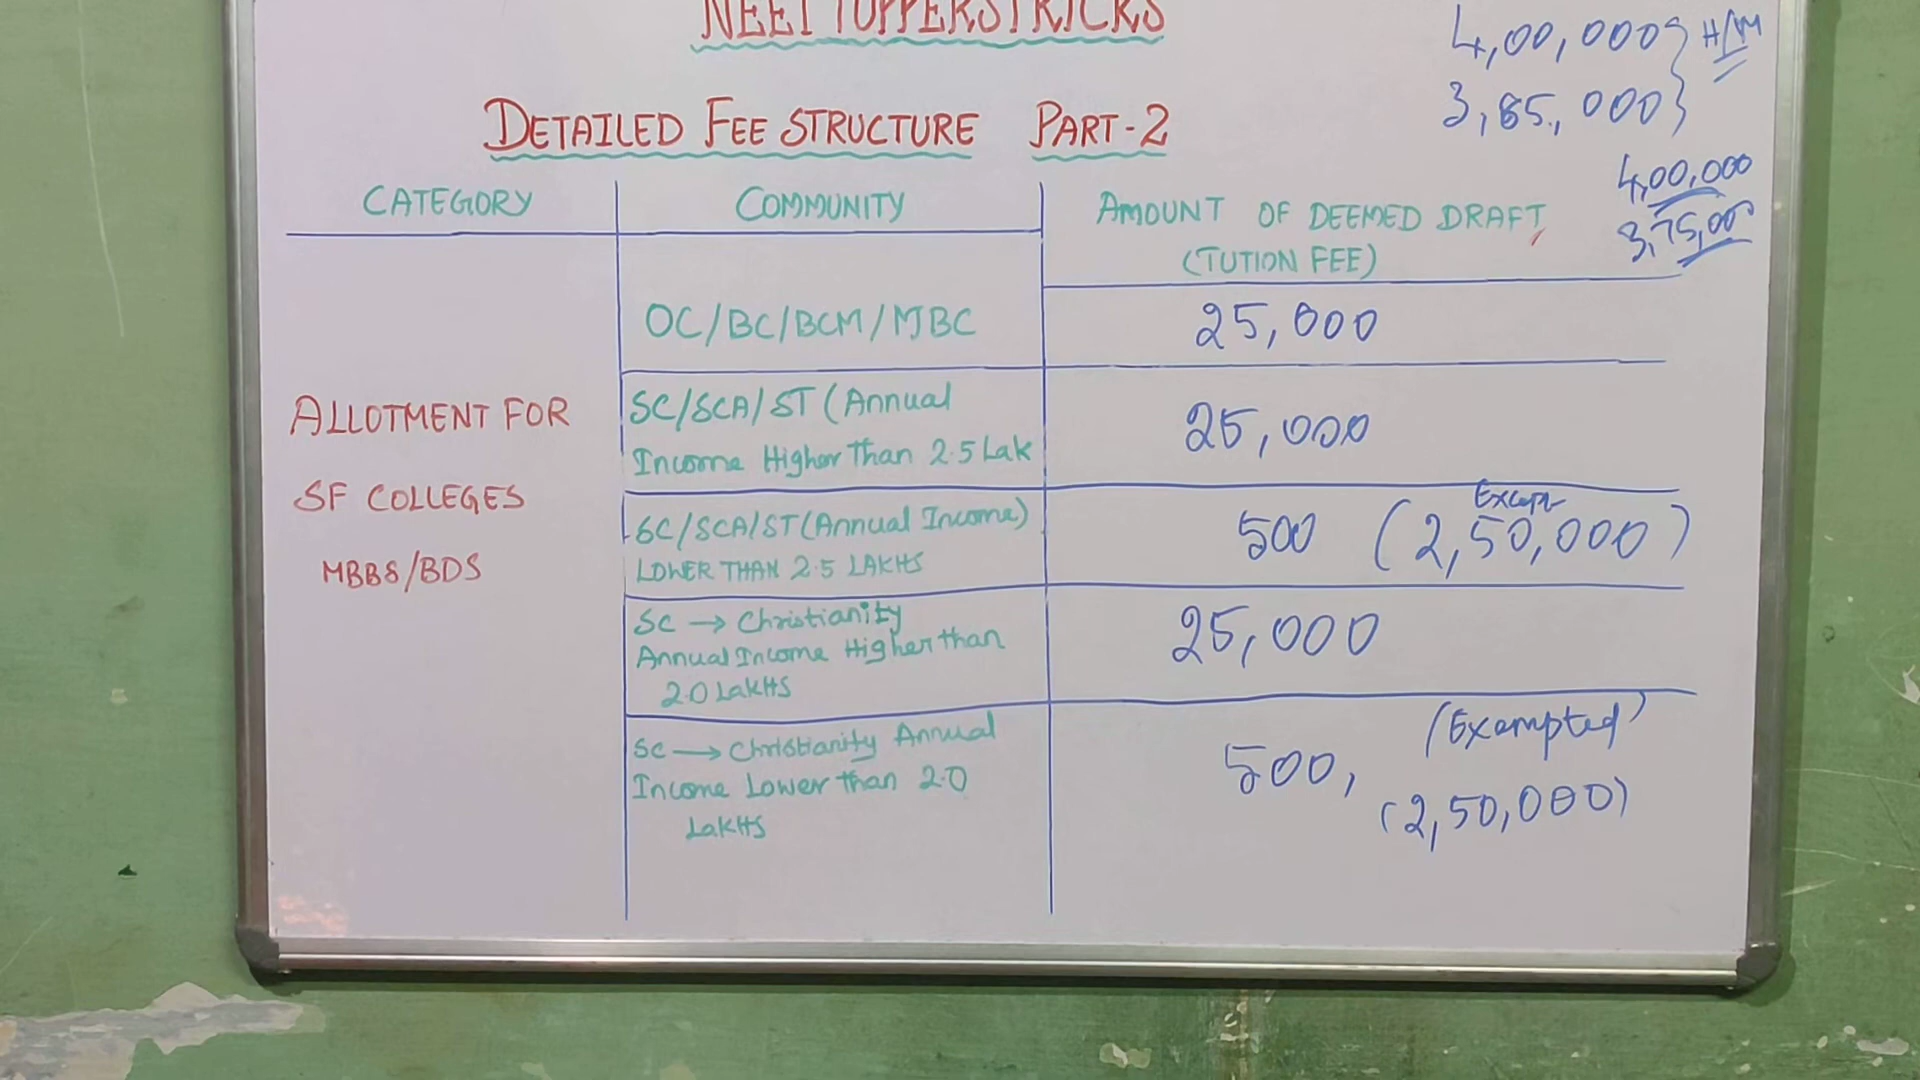 NEET TOPPERS TRICKS
4,00,000
H/M
3,85,000
DETAILED FEE STRUCTURE PART-2
4,00,000
3,75,00
CATEGORY
COMMUNITY
AMOUNT OF DEEMED DRAFT
(TUTION FEE)
ALLOTMENT FOR
SF COLLEGES
MBBS/BDS
OC/BC/BCM/MBC
25,000
SC/SCA/ST (Annual
Income Higher Than 2.5 Lak
25,000
SC/SCA/ST (Annual Income)
LOWER THAN 2.5 LAKHS
500 (2,50,000)
SC → Christianity
Annual Income Higher than
2.0 LakHS
25,000
SC → Christianity Annual
Income Lower than 2.0
LakHS
500,
(Exempted)
(2,50,000)